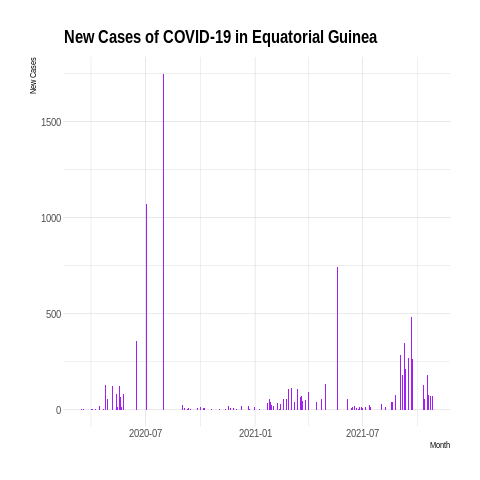 New Cases of COVID-19 in Equatorial Guinea
New Cases
1500
1000
500
0
2020-07 2021-01 2021-07
Month